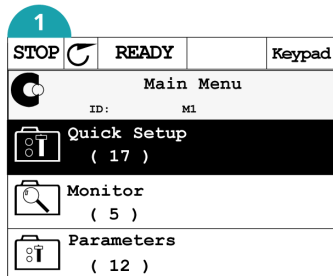 1
STOP READY Keypad
Main Menu
ID: M1
Quick Setup
( 17 )
Monitor
( 5 )
Parameters
( 12 )